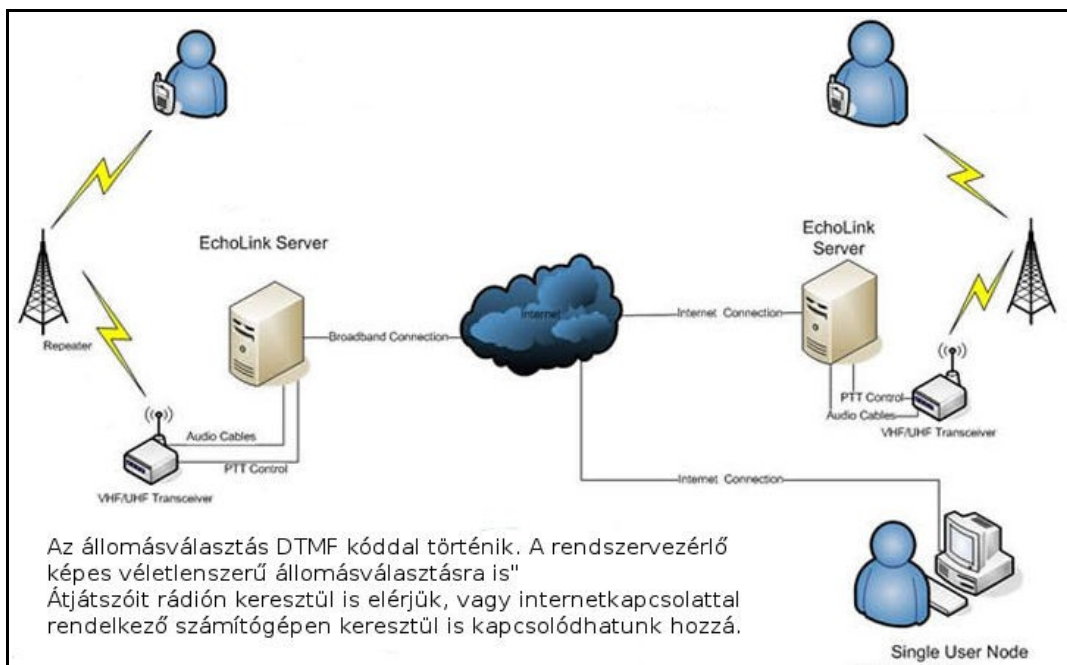 EchoLink Server
EchoLink
Server
Repeater
Broadband Connection
Internet
Internet Connection
Audio Cables
PTT Control
VHF/UHF Transceiver
PTT Control
Audio Cables
VHF/UHF Transceiver
Internet Connection
Az állomásválasztás DTMF kóddal történik. A rendszervezérlő
képes véletlenszerű állomásválasztásra is"
Átjátszóit rádión keresztül is elérjük, vagy internetkapcsolattal
rendelkező számítógépen keresztül is kapcsolódhatunk hozzá.
Single User Node